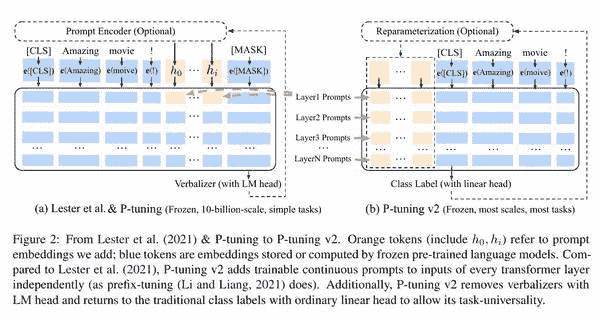 Prompt Encoder (Optional)
[CLS] Amazing movie ! [MASK]
e([CLS]) e(Amazing) e(moive) e(!) h0 ... hi e([MASK])
...
...
...
...
... ... ...
...
Verbalizer (with LM head)
(a) Lester et al. & P-tuning (Frozen, 10-billion-scale, simple tasks)
Layer1 Prompts
Layer2 Prompts
Layer3 Prompts
...
LayerN Prompts
Reparameterization (Optional)
[CLS] Amazing movie !
... e([CLS]) e(Amazing) e(moive) e(!)
...
...
...
... ...
...
Class Label (with linear head)
(b) P-tuning v2 (Frozen, most scales, most tasks)
Figure 2: From Lester et al. (2021) & P-tuning to P-tuning v2. Orange tokens (include h0, hi) refer to prompt
embeddings we add; blue tokens are embeddings stored or computed by frozen pre-trained language models. Com-
pared to Lester et al. (2021), P-tuning v2 adds trainable continuous prompts to inputs of every transformer layer
independently (as prefix-tuning (Li and Liang, 2021) does). Additionally, P-tuning v2 removes verbalizers with
LM head and returns to the traditional class labels with ordinary linear head to allow its task-universality.